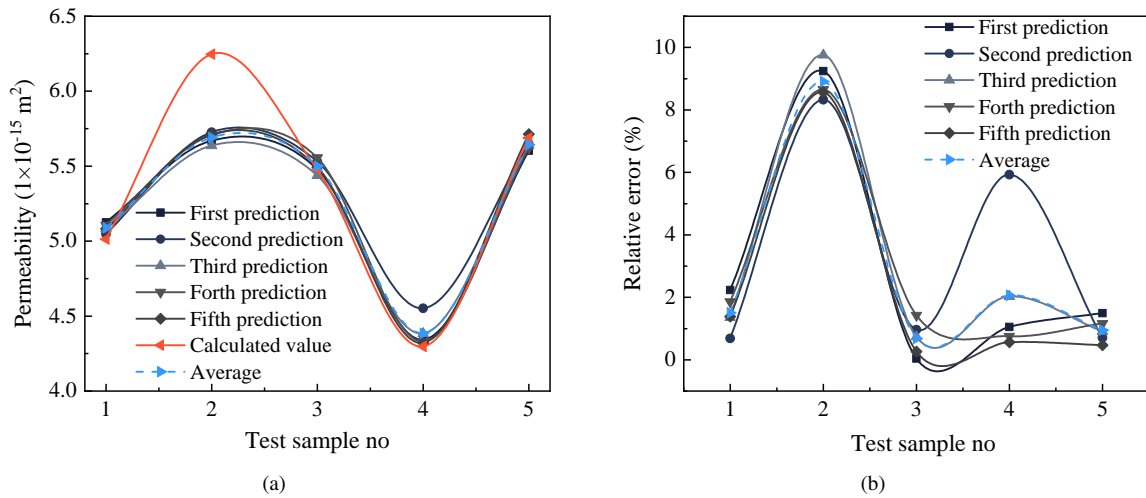 6.5
6.0
5.5
5.0
4.5
4.0
Permeability (1×10⁻¹⁵ m²)
First prediction
Second prediction
Third prediction
Forth prediction
Fifth prediction
Calculated value
Average
1 2 3 4 5
Test sample no
(a)
10
8
6
4
2
0
Relative error (%)
First prediction
Second prediction
Third prediction
Forth prediction
Fifth prediction
Average
1 2 3 4 5
Test sample no
(b)